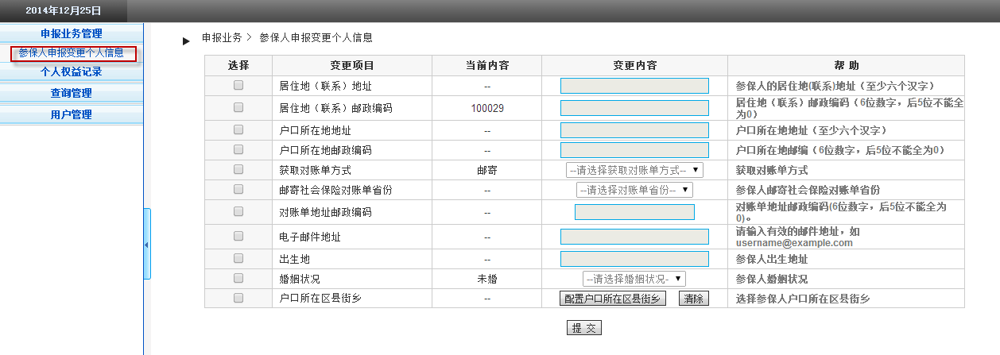 2014年12月25日
申报业务管理
参保人申报变更个人信息
个人权益记录
查询管理
用户管理
申报业务 > 参保人申报变更个人信息
选择 变更项目 当前内容 变更内容 帮 助
居住地（联系）地址 -- 参保人的居住地(联系)地址（至少六个汉字）
居住地（联系）邮政编码 100029 居住地（联系）邮政编码（6位数字，后5位不能全
为0）
户口所在地地址 -- 户口所在地地址（至少六个汉字）
户口所在地邮政编码 -- 户口所在地邮编（6位数字，后5位不能全为0）
获取对账单方式 邮寄 --请选择获取对账单方式-- 获取对账单方式
邮寄社会保险对账单省份 -- --请选择对账单省份-- 参保人邮寄社会保险对账单省份
对账单地址邮政编码 -- 对账单地址邮政编码(6位数字，后5位不能全为
0)。
电子邮件地址 -- 请输入有效的邮件地址，如
username@example.com
出生地 -- 参保人出生地址
婚姻状况 未婚 --请选择婚姻状况- 参保人婚姻状况
户口所在区县街乡 -- 配置户口所在区县街乡 清除 选择参保人户口所在区县街乡
提 交